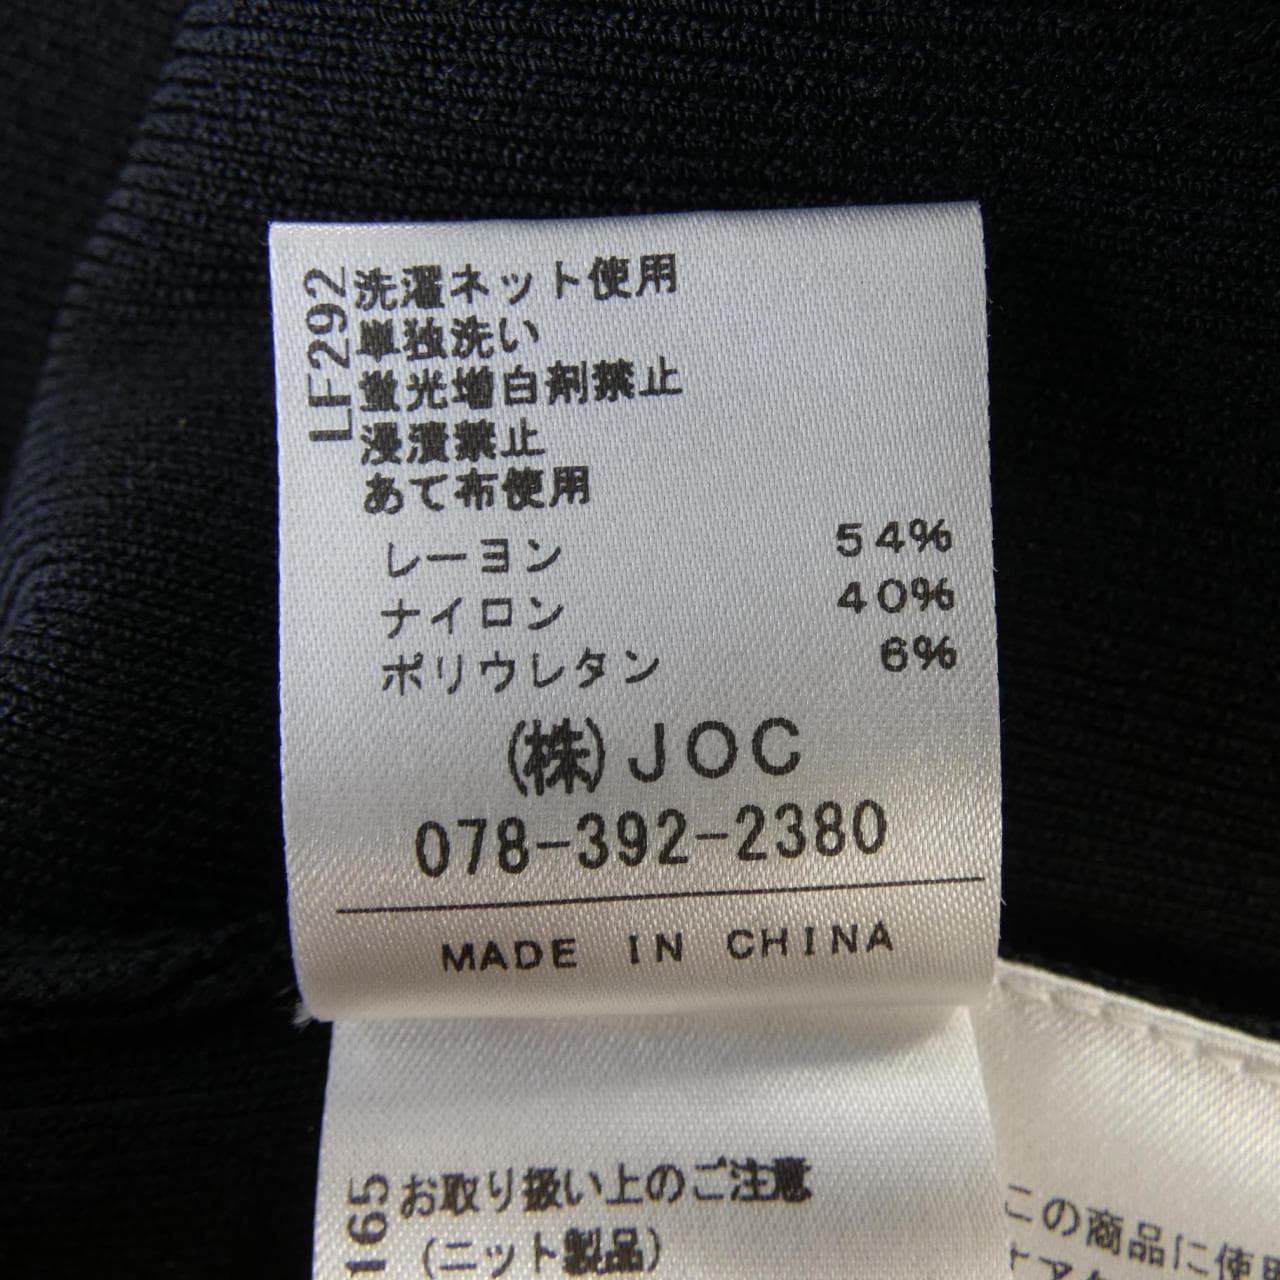 LF292
洗濯ネット使用
単独洗い
蛍光増白剤禁止
浸漬禁止
あて布使用
レーヨン 54%
ナイロン 40%
ポリウレタン 6%
(株)JOC
078-392-2380
MADE IN CHINA
165
お取り扱い上のご注意
(ニット製品)
この商品に使用